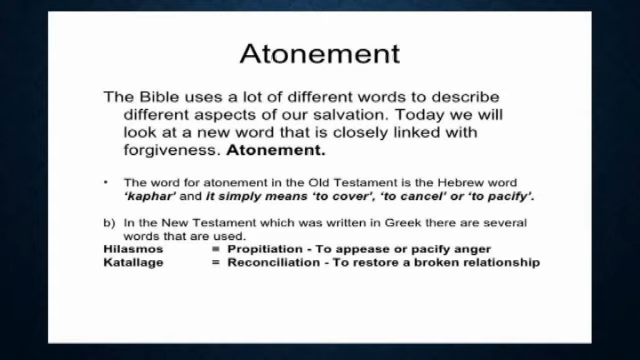 Atonement
The Bible uses a lot of different words to describe
different aspects of our salvation. Today we will
look at a new word that is closely linked with
forgiveness. Atonement.
• The word for atonement in the Old Testament is the Hebrew word
‘kaphar’ and it simply means ‘to cover’, ‘to cancel’ or ‘to pacify’.
b) In the New Testament which was written in Greek there are several
words that are used.
Hilasmos = Propitiation - To appease or pacify anger
Katallage = Reconciliation - To restore a broken relationship